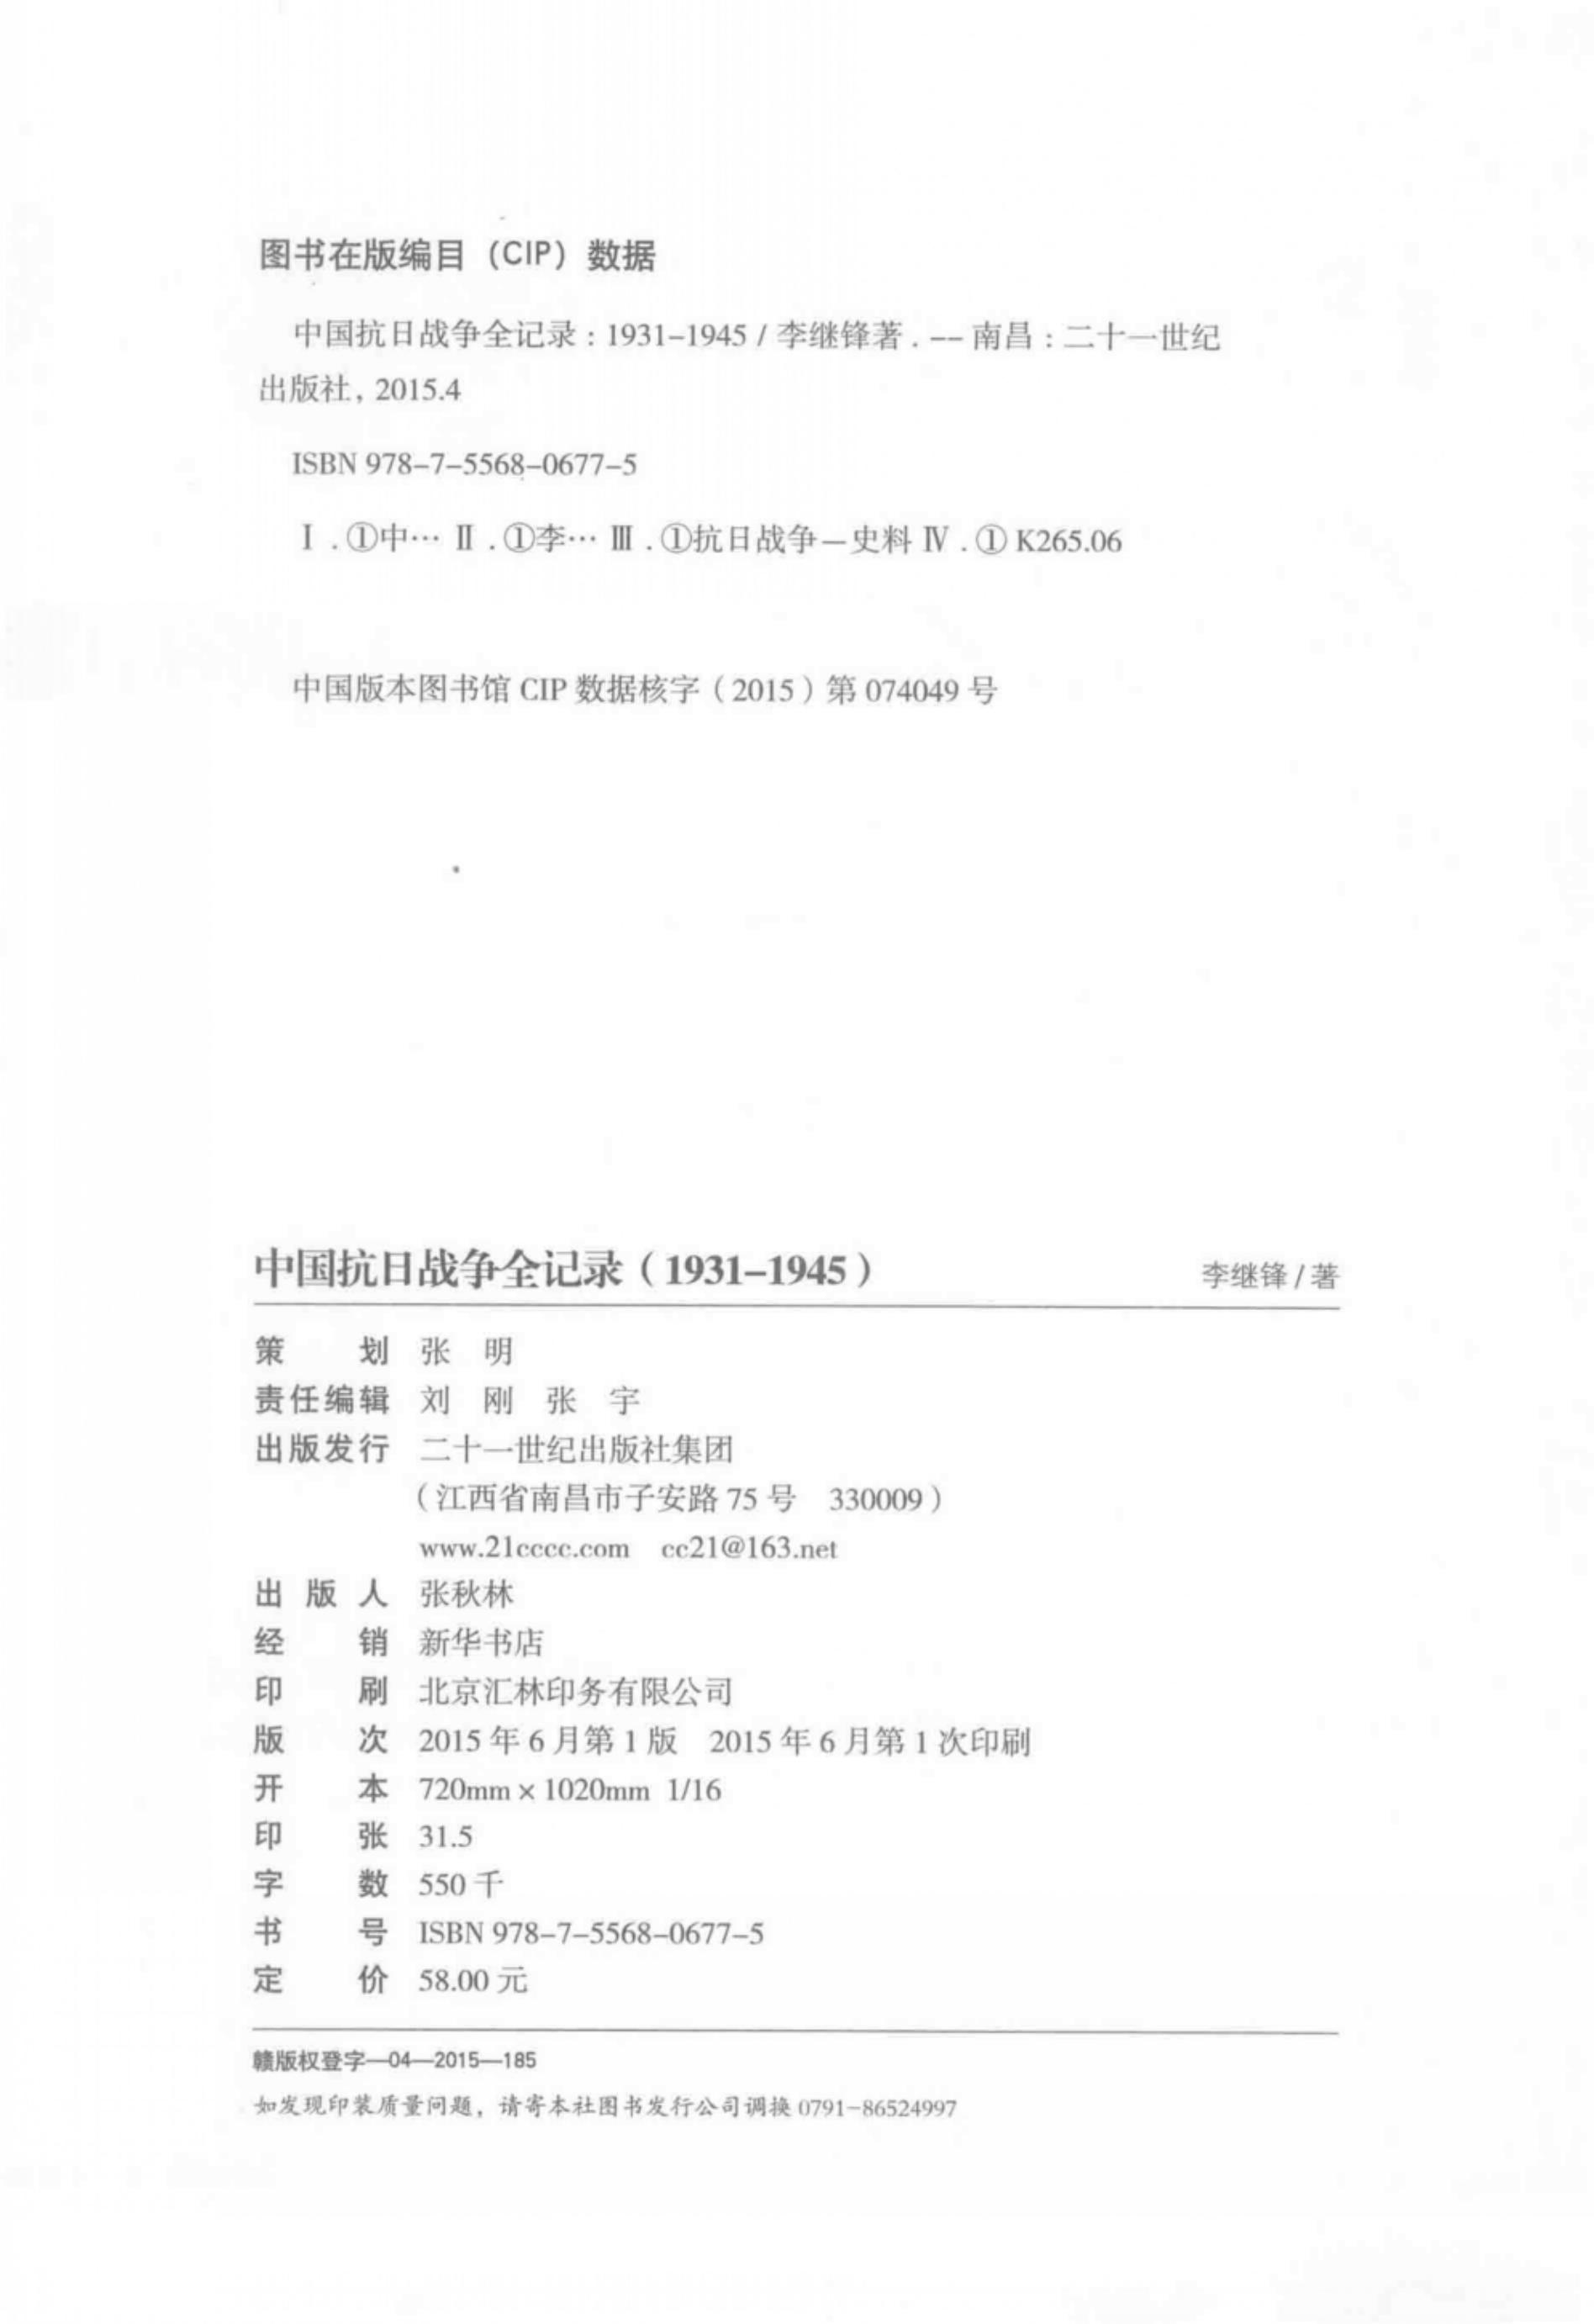 图书在版编目（CIP）数据
中国抗日战争全记录：1931-1945 / 李继锋著. -- 南昌：二十一世纪
出版社，2015.4
ISBN 978-7-5568-0677-5
Ⅰ.①中… Ⅱ.①李… Ⅲ.①抗日战争—史料 Ⅳ.① K265.06
中国版本图书馆 CIP 数据核字（2015）第 074049 号
中国抗日战争全记录（1931-1945） 李继锋 / 著
策 划 张 明
责任编辑 刘 刚 张 宇
出版发行 二十一世纪出版社集团
（江西省南昌市子安路 75 号 330009）
www.21cccc.com cc21@163.net
出 版 人 张秋林
经 销 新华书店
印 刷 北京汇林印务有限公司
版 次 2015 年 6 月第 1 版 2015 年 6 月第 1 次印刷
开 本 720mm × 1020mm 1/16
印 张 31.5
字 数 550 千
书 号 ISBN 978-7-5568-0677-5
定 价 58.00 元
赣版权登字—04—2015—185
如发现印装质量问题，请寄本社图书发行公司调换 0791-86524997